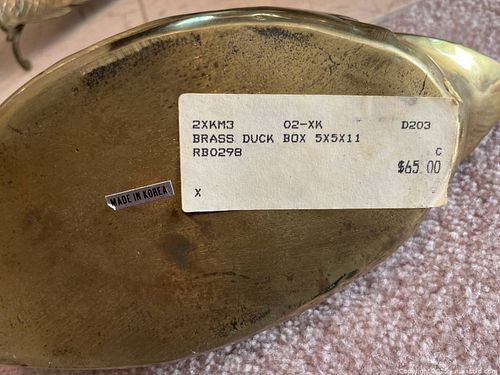 2XKM3 02-XK D203
BRASS DUCK BOX 5X5X11
RB0298 C
$65.00
X
MADE IN KOREA